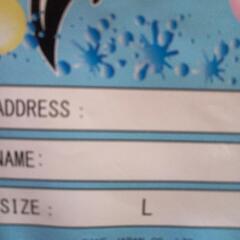 ADDRESS :
NAME:
SIZE : L